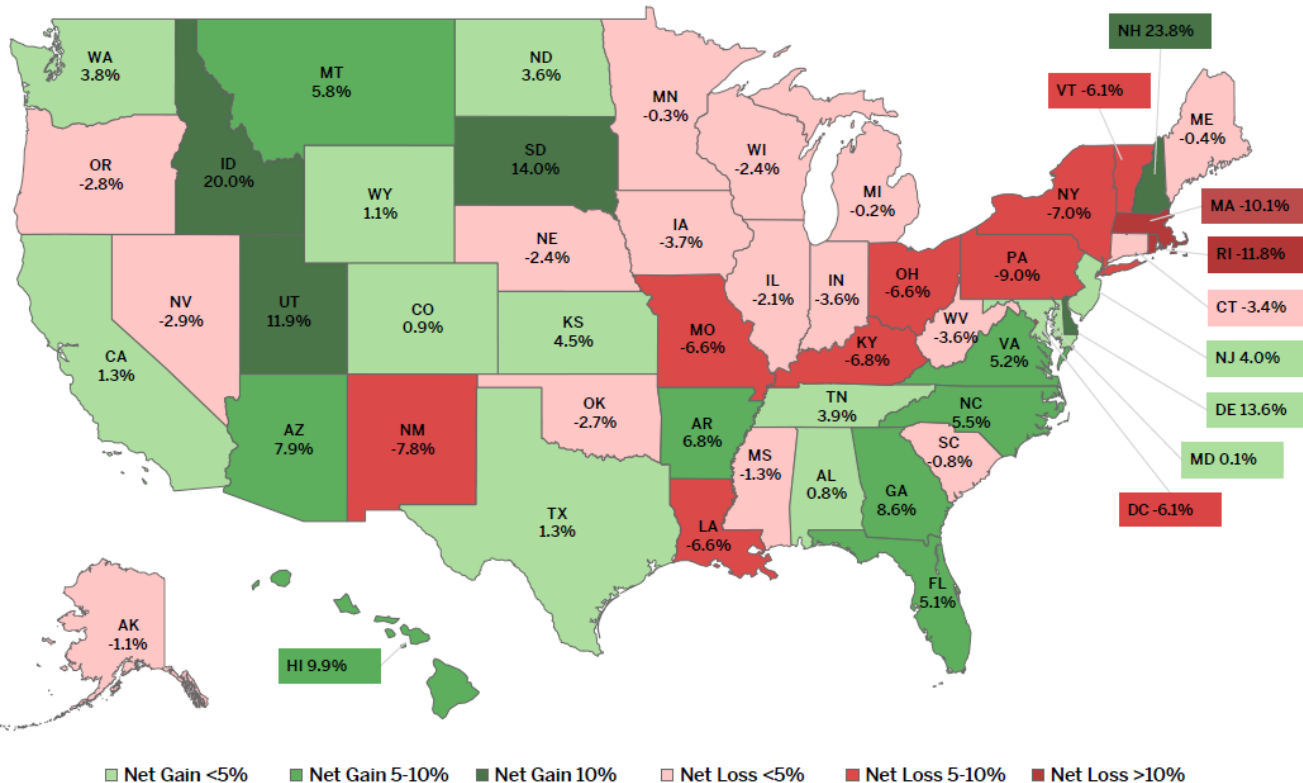 NH 23.8%
WA
3.8%
MT
5.8%
ND
3.6%
MN
-0.3%
VT -6.1%
ME
-0.4%
OR
-2.8%
ID
20.0%
SD
14.0%
WI
-2.4%
MI
-0.2%
NY
-7.0%
MA -10.1%
WY
1.1%
IA
-3.7%
NE
-2.4%
PA
-9.0%
RI -11.8%
NV
-2.9%
UT
11.9%
CO
0.9%
KS
4.5%
IL
-2.1%
IN
-3.6%
OH
-6.6%
WV
-3.6%
CT -3.4%
CA
1.3%
MO
-6.6%
KY
-6.8%
VA
5.2%
NJ 4.0%
AZ
7.9%
NM
-7.8%
OK
-2.7%
AR
6.8%
TN
3.9%
NC
5.5%
DE 13.6%
MS
-1.3%
AL
0.8%
SC
-0.8%
MD 0.1%
TX
1.3%
LA
-6.6%
GA
8.6%
DC -6.1%
FL
5.1%
AK
-1.1%
HI 9.9%
Net Gain <5%
Net Gain 5-10%
Net Gain 10%
Net Loss <5%
Net Loss 5-10%
Net Loss >10%